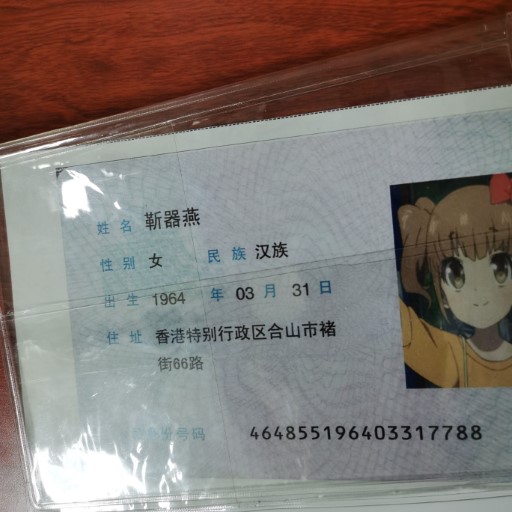 姓名 靳器燕
性别 女 民族 汉族
出生 1964 年 03 月 31 日
住址 香港特别行政区合山市褚
街66路
份号码 464855196403317788